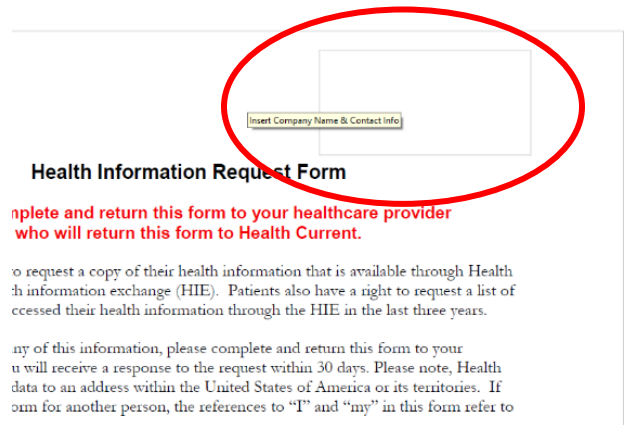 Insert Company Name & Contact Info
Health Information Request Form
mplete and return this form to your healthcare provider
who will return this form to Health Current.
o request a copy of their health information that is available through Health
h information exchange (HIE). Patients also have a right to request a list of
ccessed their health information through the HIE in the last three years.
ny of this information, please complete and return this form to your
u will receive a response to the request within 30 days. Please note, Health
data to an address within the United States of America or its territories. If
orm for another person, the references to “I” and “my” in this form refer to